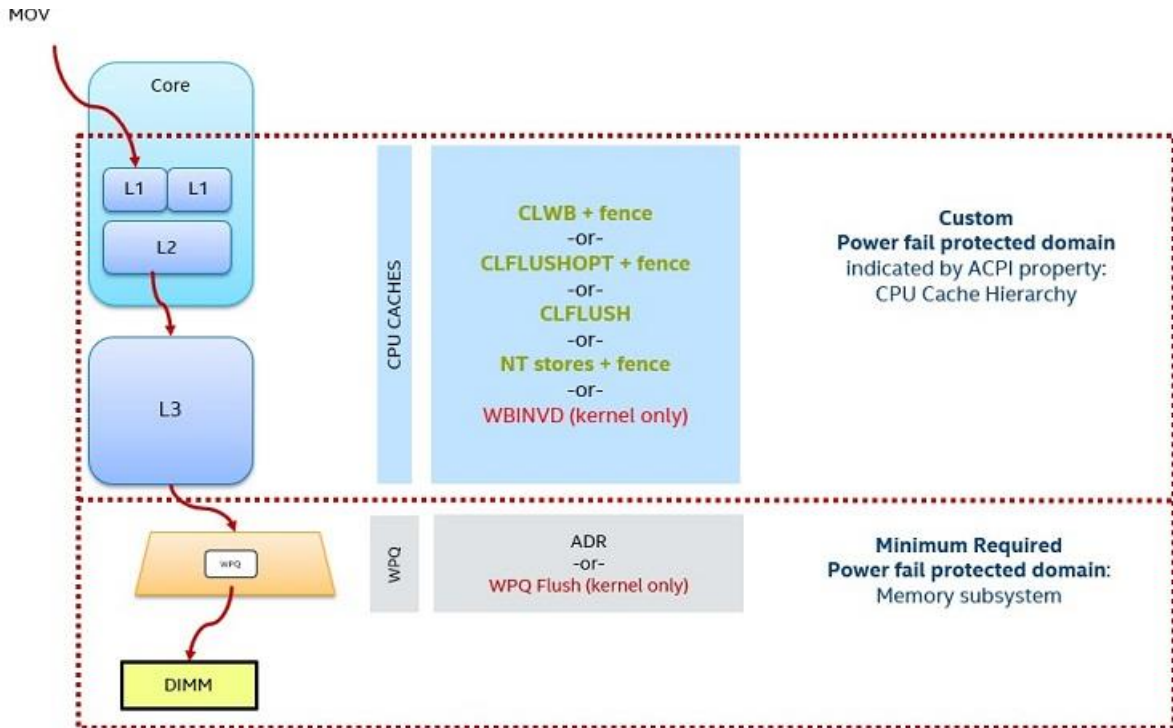 MOV
Core
L1
L1
L2
L3
WPQ
DIMM
CPU CACHES
CLWB + fence
-or-
CLFLUSHOPT + fence
-or-
CLFLUSH
-or-
NT stores + fence
-or-
WBINVD (kernel only)
Custom
Power fail protected domain
indicated by ACPI property:
CPU Cache Hierarchy
WPQ
ADR
-or-
WPQ Flush (kernel only)
Minimum Required
Power fail protected domain:
Memory subsystem